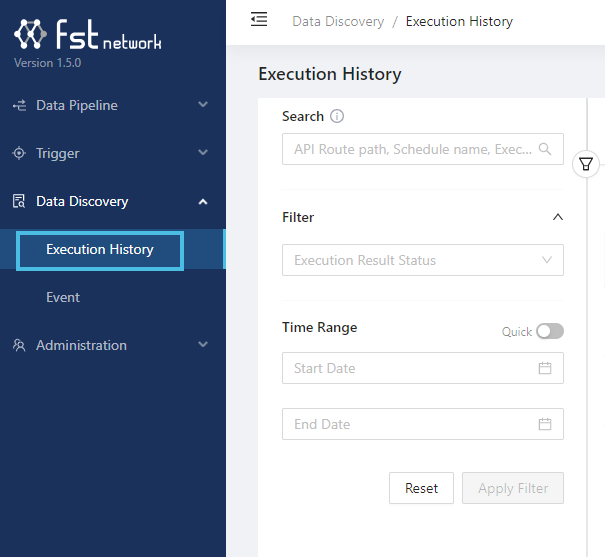 fst network
Version 1.5.0
Data Pipeline
Trigger
Data Discovery
Execution History
Event
Administration
Data Discovery / Execution History
Execution History
Search
API Route path, Schedule name, Exec...
Filter
Execution Result Status
Time Range
Quick
Start Date
End Date
Reset
Apply Filter